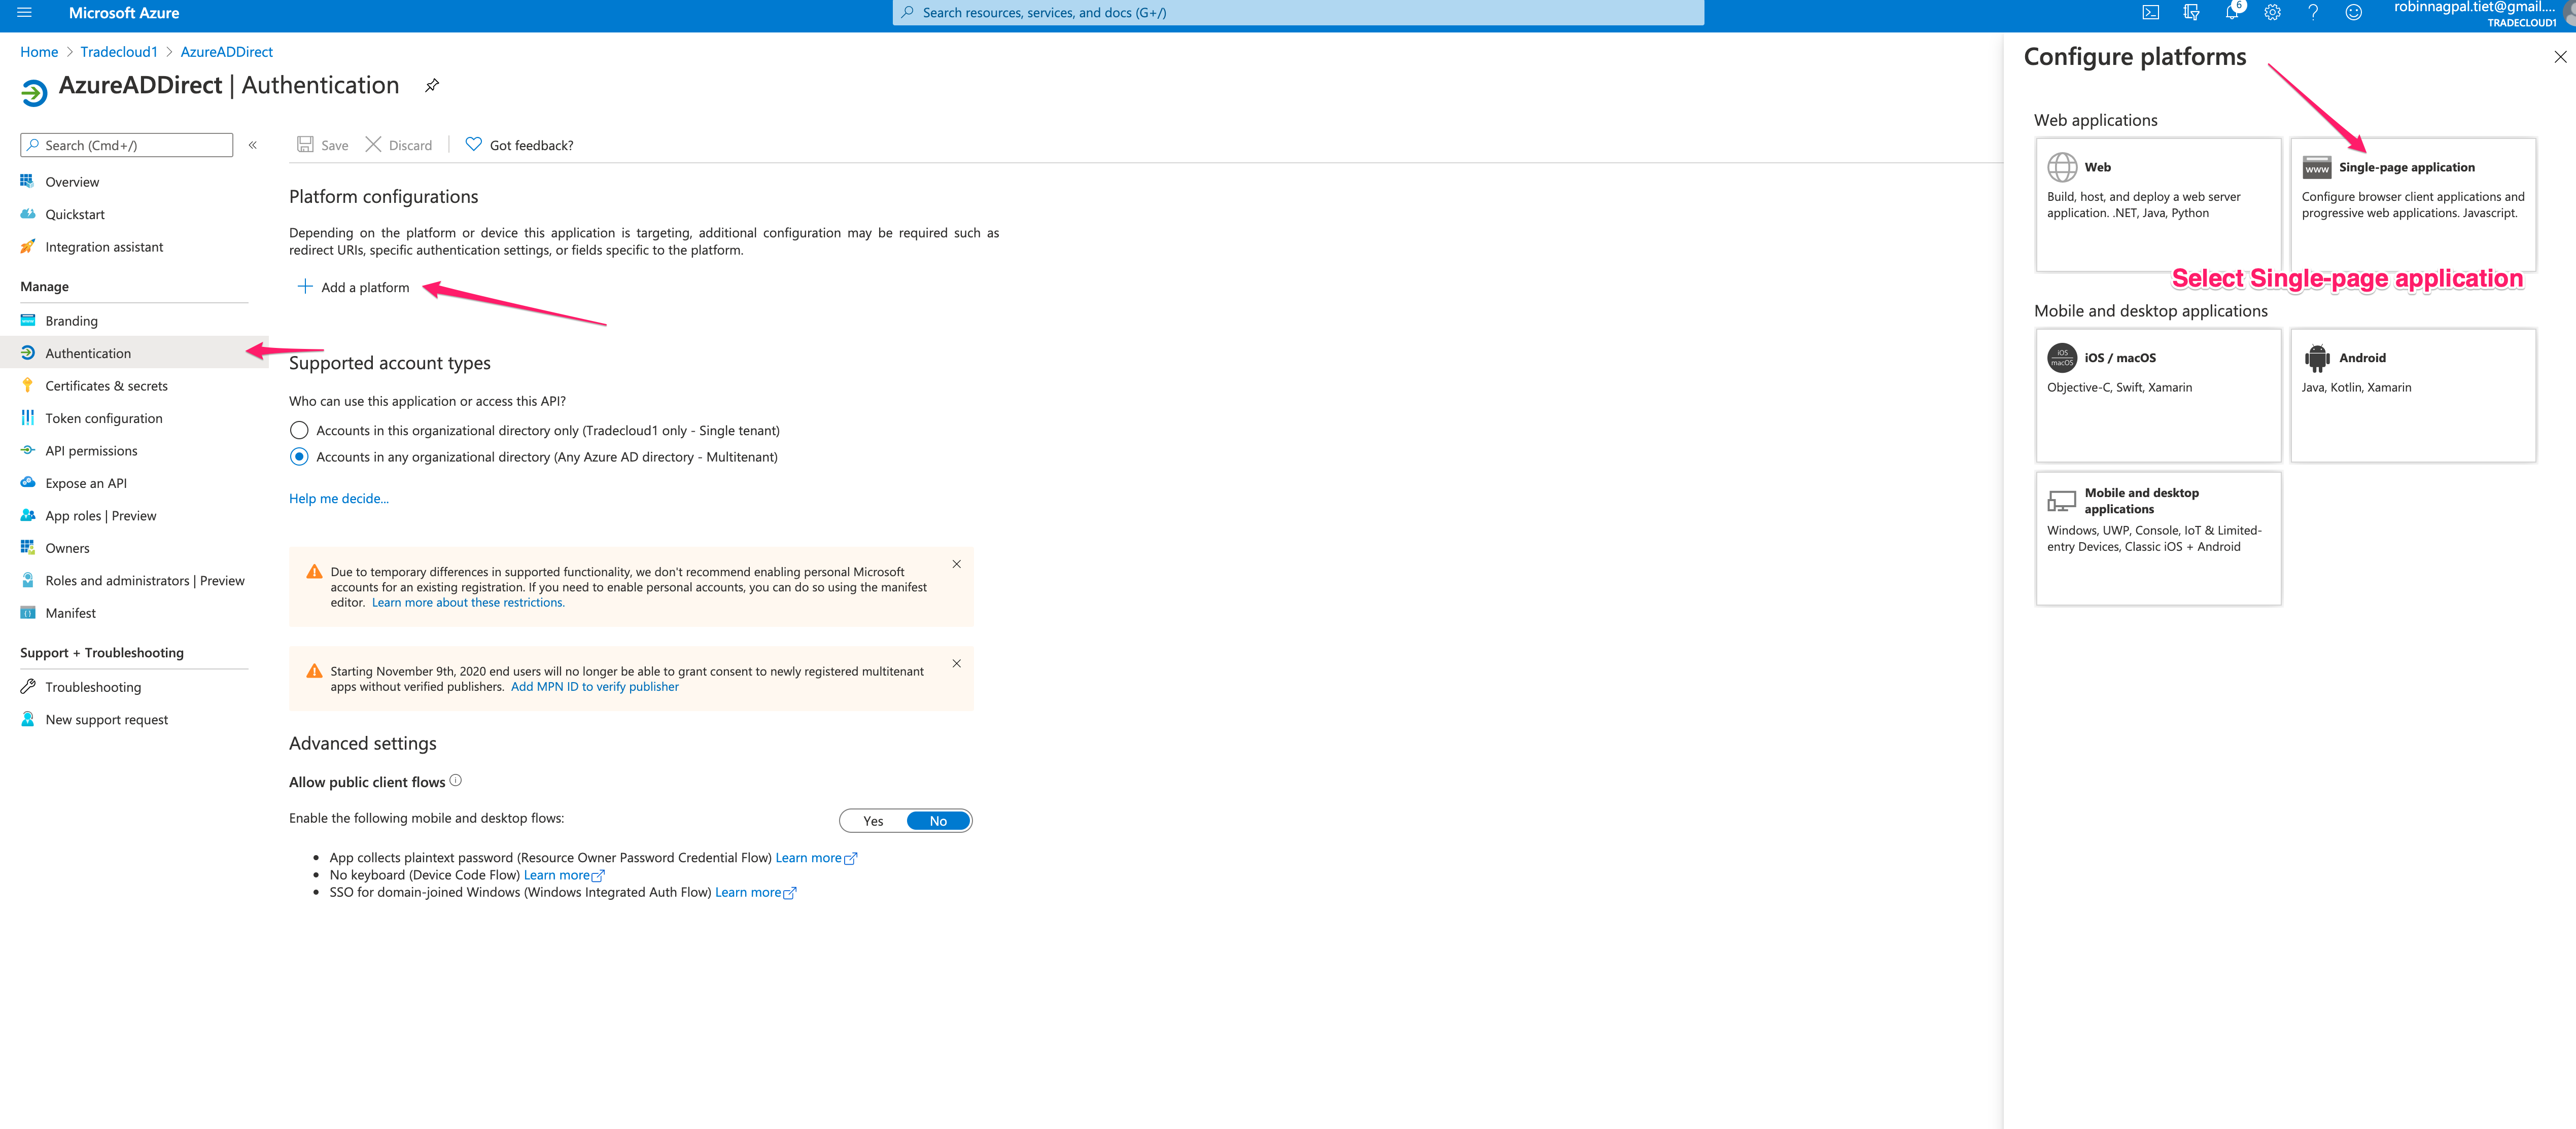 Microsoft Azure
Search resources, services, and docs (G+/)
6
robinnagpal.tiet@gmail....
TRADECLOUD1
Home > Tradecloud1 > AzureADDirect
AzureADDirect | Authentication
Search (Cmd+/)
«
Overview
Quickstart
Integration assistant
Manage
Branding
Authentication
Certificates & secrets
Token configuration
API permissions
Expose an API
App roles | Preview
Owners
Roles and administrators | Preview
Manifest
Support + Troubleshooting
Troubleshooting
New support request
Save Discard Got feedback?
Platform configurations
Depending on the platform or device this application is targeting, additional configuration may be required such as
redirect URIs, specific authentication settings, or fields specific to the platform.
Add a platform
Supported account types
Who can use this application or access this API?
Accounts in this organizational directory only (Tradecloud1 only - Single tenant)
Accounts in any organizational directory (Any Azure AD directory - Multitenant)
Help me decide...
Due to temporary differences in supported functionality, we don't recommend enabling personal Microsoft
accounts for an existing registration. If you need to enable personal accounts, you can do so using the manifest
editor. Learn more about these restrictions.
Starting November 9th, 2020 end users will no longer be able to grant consent to newly registered multitenant
apps without verified publishers. Add MPN ID to verify publisher
Advanced settings
Allow public client flows
Enable the following mobile and desktop flows:
Yes No
App collects plaintext password (Resource Owner Password Credential Flow) Learn more
No keyboard (Device Code Flow) Learn more
SSO for domain-joined Windows (Windows Integrated Auth Flow) Learn more
Configure platforms
Web applications
Web
Build, host, and deploy a web server
application. .NET, Java, Python
www
Single-page application
Configure browser client applications and
progressive web applications. Javascript.
Select Single-page application
Mobile and desktop applications
iOS
macOS
iOS / macOS
Objective-C, Swift, Xamarin
Android
Java, Kotlin, Xamarin
Mobile and desktop
applications
Windows, UWP, Console, IoT & Limited-
entry Devices, Classic iOS + Android